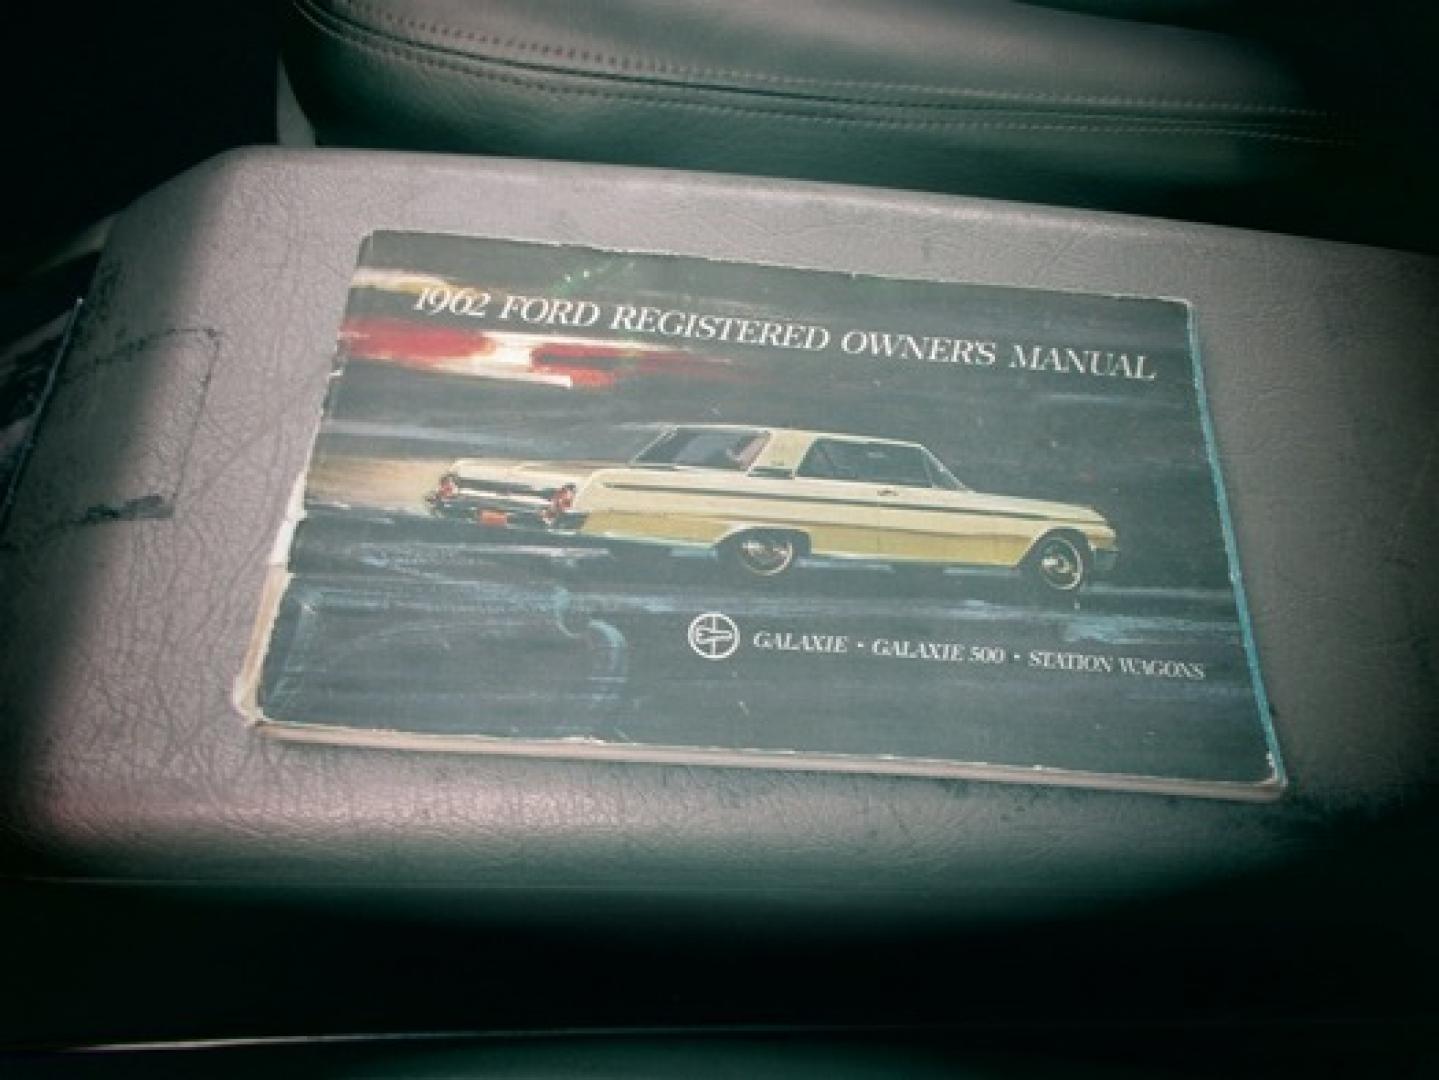 1962 FORD REGISTERED OWNER'S MANUAL
GALAXIE • GALAXIE 500 • STATION WAGONS